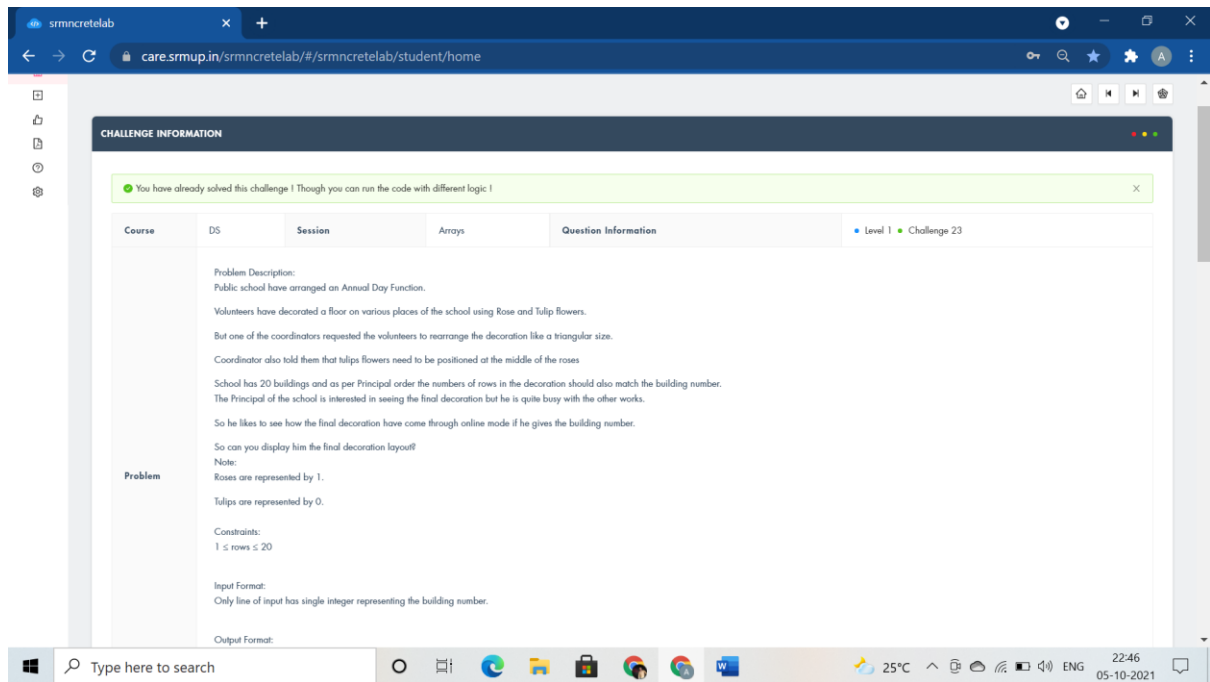 srmncretelab
care.srmup.in/srmncretelab/#/srmncretelab/student/home
A
CHALLENGE INFORMATION
You have already solved this challenge ! Though you can run the code with different logic !
Course DS Session Arrays Question Information Level 1 Challenge 23
Problem
Problem Description:
Public school have arranged an Annual Day Function.
Volunteers have decorated a floor on various places of the school using Rose and Tulip flowers.
But one of the coordinators requested the volunteers to rearrange the decoration like a triangular size.
Coordinator also told them that tulips flowers need to be positioned at the middle of the roses
School has 20 buildings and as per Principal order the numbers of rows in the decoration should also match the building number.
The Principal of the school is interested in seeing the final decoration but he is quite busy with the other works.
So he likes to see how the final decoration have come through online mode if he gives the building number.
So can you display him the final decoration layout?
Note:
Roses are represented by 1.
Tulips are represented by 0.
Constraints:
1 ≤ rows ≤ 20
Input Format:
Only line of input has single integer representing the building number.
Output Format:
Type here to search
25°C
ENG
22:46
05-10-2021